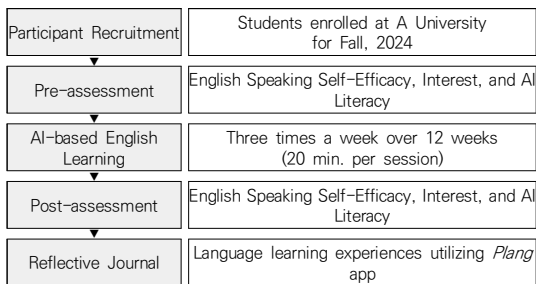 Participant Recruitment
Students enrolled at A University
for Fall, 2024
Pre-assessment
English Speaking Self-Efficacy, Interest, and AI
Literacy
AI-based English
Learning
Three times a week over 12 weeks
(20 min. per session)
Post-assessment
English Speaking Self-Efficacy, Interest, and AI
Literacy
Reflective Journal
Language learning experiences utilizing Plang
app